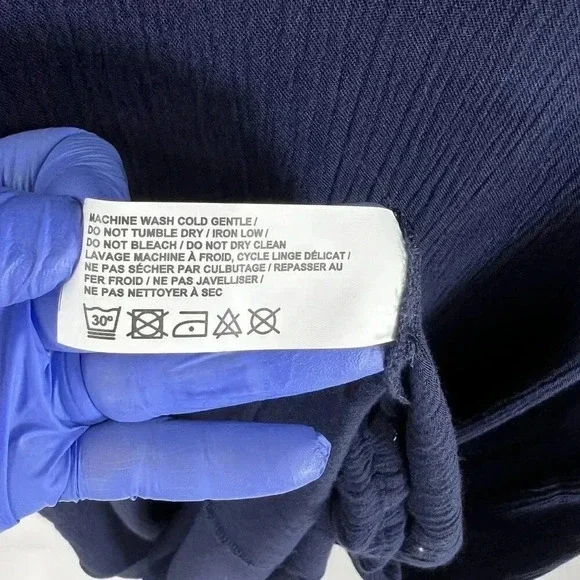 MACHINE WASH COLD GENTLE /
DO NOT TUMBLE DRY / IRON LOW /
DO NOT BLEACH / DO NOT DRY CLEAN
LAVAGE MACHINE À FROID, CYCLE LINGE DÉLICAT /
NE PAS SÉCHER PAR CULBUTAGE / REPASSER AU
FER FROID / NE PAS JAVELLISER /
NE PAS NETTOYER À SEC
30°